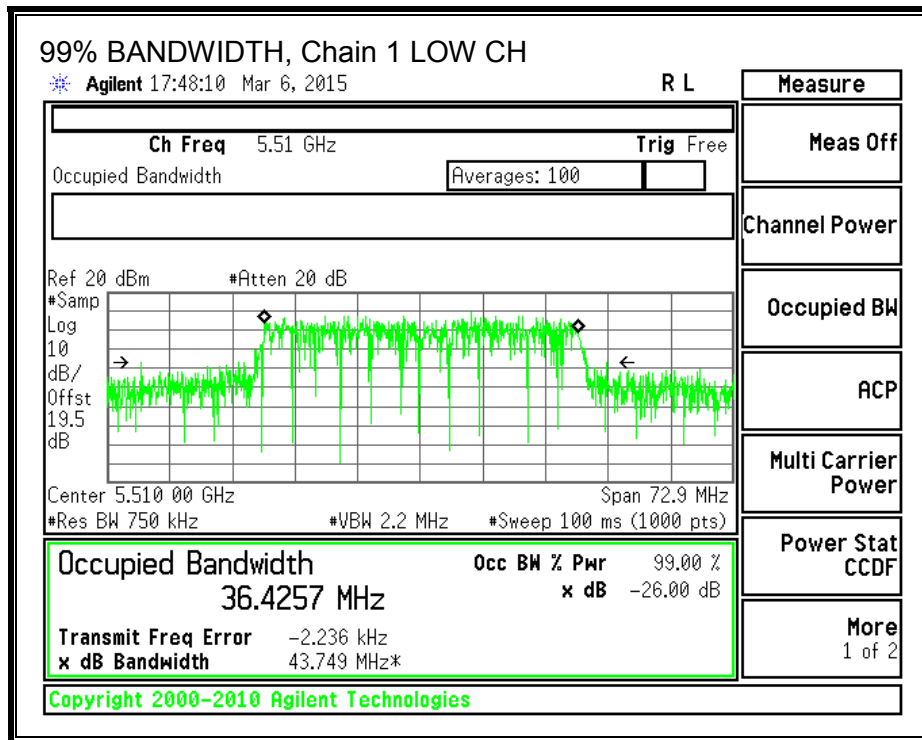 99% BANDWIDTH, Chain 1 LOW CH
Agilent 17:48:10 Mar 6, 2015 R L
Measure
Ch Freq 5.51 GHz Trig Free
Meas Off
Occupied Bandwidth Averages: 100
Channel Power
Ref 20 dBm #Atten 20 dB
#Samp
Log
10
dB/
Offst
19.5
dB
Occupied BW
ACP
Center 5.510 00 GHz Span 72.9 MHz
#Res BW 750 kHz #VBW 2.2 MHz #Sweep 100 ms (1000 pts)
Multi Carrier
Power
Occupied Bandwidth Occ BW % Pwr 99.00 %
36.4257 MHz x dB -26.00 dB
Transmit Freq Error -2.236 kHz
x dB Bandwidth 43.749 MHz*
Power Stat
CCDF
More
1 of 2
Copyright 2000-2010 Agilent Technologies